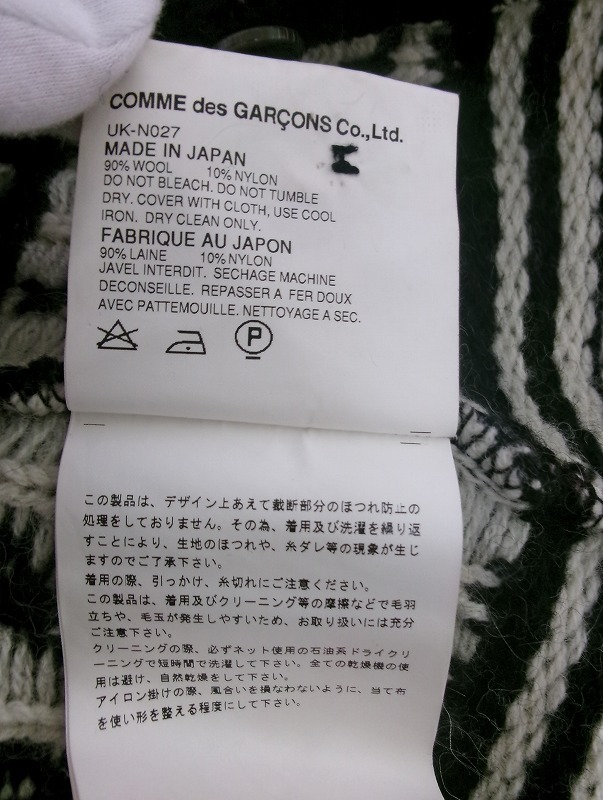 COMME des GARÇONS Co.,Ltd.
UK-N027
MADE IN JAPAN
90% WOOL 10% NYLON
DO NOT BLEACH. DO NOT TUMBLE
DRY. COVER WITH CLOTH, USE COOL
IRON. DRY CLEAN ONLY.
FABRIQUE AU JAPON
90% LAINE 10% NYLON
JAVEL INTERDIT. SECHAGE MACHINE
DECONSEILLE. REPASSER A FER DOUX
AVEC PATTEMOUILLE. NETTOYAGE A SEC.
P
この製品は、デザイン上あえて裁断部分のほつれ防止の
処理をしておりません。その為、着用及び洗濯を繰り返
すことにより、生地のほつれや、糸ダレ等の現象が生じ
ますのでご了承下さい。
着用の際、引っかけ、糸切れにご注意ください。
この製品は、着用及びクリーニング等の摩擦などで毛羽
立ちや、毛玉が発生しやすいため、お取り扱いには充分
ご注意下さい。
クリーニングの際、必ずネット使用の石油系ドライクリ
ーニングで短時間で洗濯して下さい。全ての乾燥機の使
用は避け、自然乾燥をして下さい。
アイロン掛けの際、風合いを損なわないように、当て布
を使い形を整える程度にして下さい。